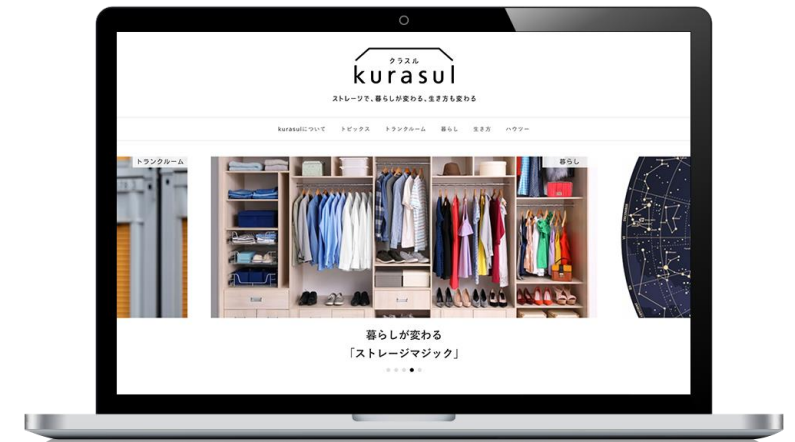 クラスル
kurasul
ストレージで、暮らしが変わる、生き方も変わる
kurasulについて トピックス トランクルーム 暮らし 生き方 ハウツー
トランクルーム
暮らし
暮らしが変わる
「ストレージマジック」